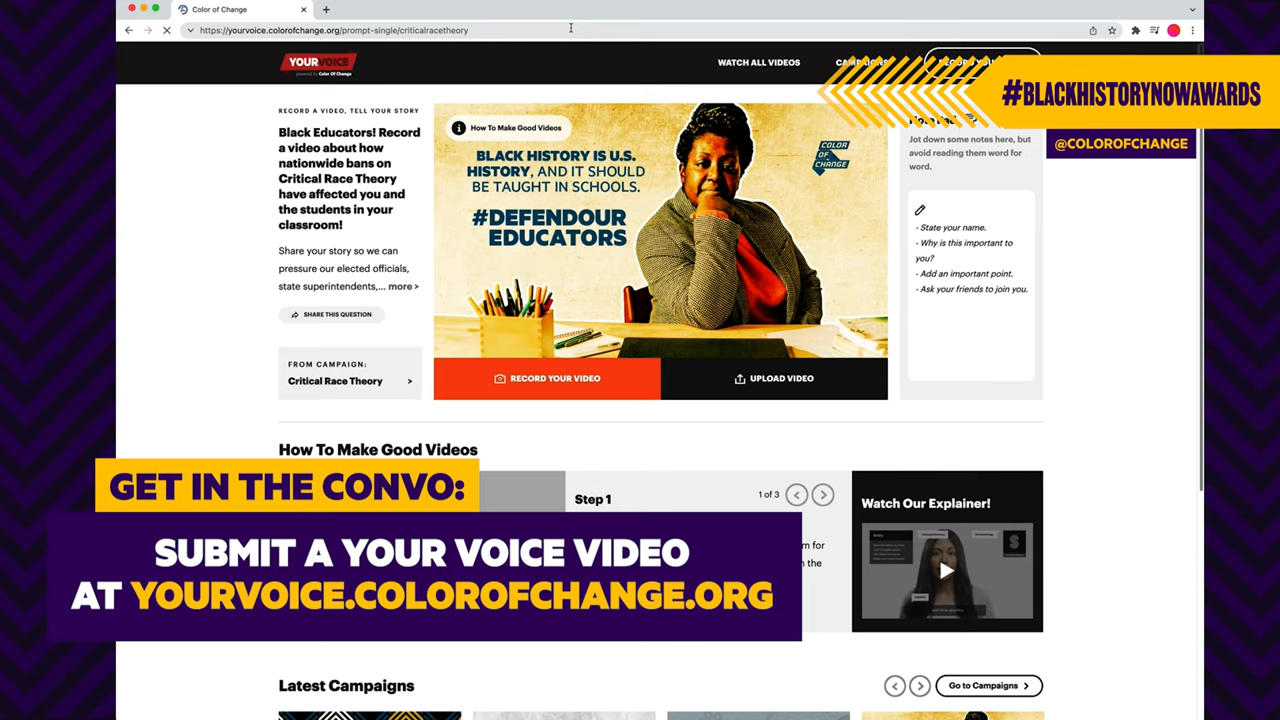 Color of Change
https://yourvoice.colorofchange.org/prompt-single/criticalracetheory
YOURVOICE
powered by Color Of Change
WATCH ALL VIDEOS
#BLACKHISTORYNOWAWARDS
@COLOROFCHANGE
RECORD A VIDEO, TELL YOUR STORY
Black Educators! Record
a video about how
nationwide bans on
Critical Race Theory
have affected you and
the students in your
classroom!
Share your story so we can
pressure our elected officials,
state superintendents,... more >
SHARE THIS QUESTION
FROM CAMPAIGN:
Critical Race Theory >
How To Make Good Videos
BLACK HISTORY IS U.S.
HISTORY, AND IT SHOULD
BE TAUGHT IN SCHOOLS.
#DEFENDOUR
EDUCATORS
COLOR
OF
CHANGE
RECORD YOUR VIDEO
UPLOAD VIDEO
Jot down some notes here, but
avoid reading them word for
word.
- State your name.
- Why is this important to
you?
- Add an important point.
- Ask your friends to join you.
How To Make Good Videos
Step 1
1 of 3
Watch Our Explainer!
GET IN THE CONVO:
SUBMIT A YOUR VOICE VIDEO
AT YOURVOICE.COLOROFCHANGE.ORG
Latest Campaigns
Go to Campaigns >